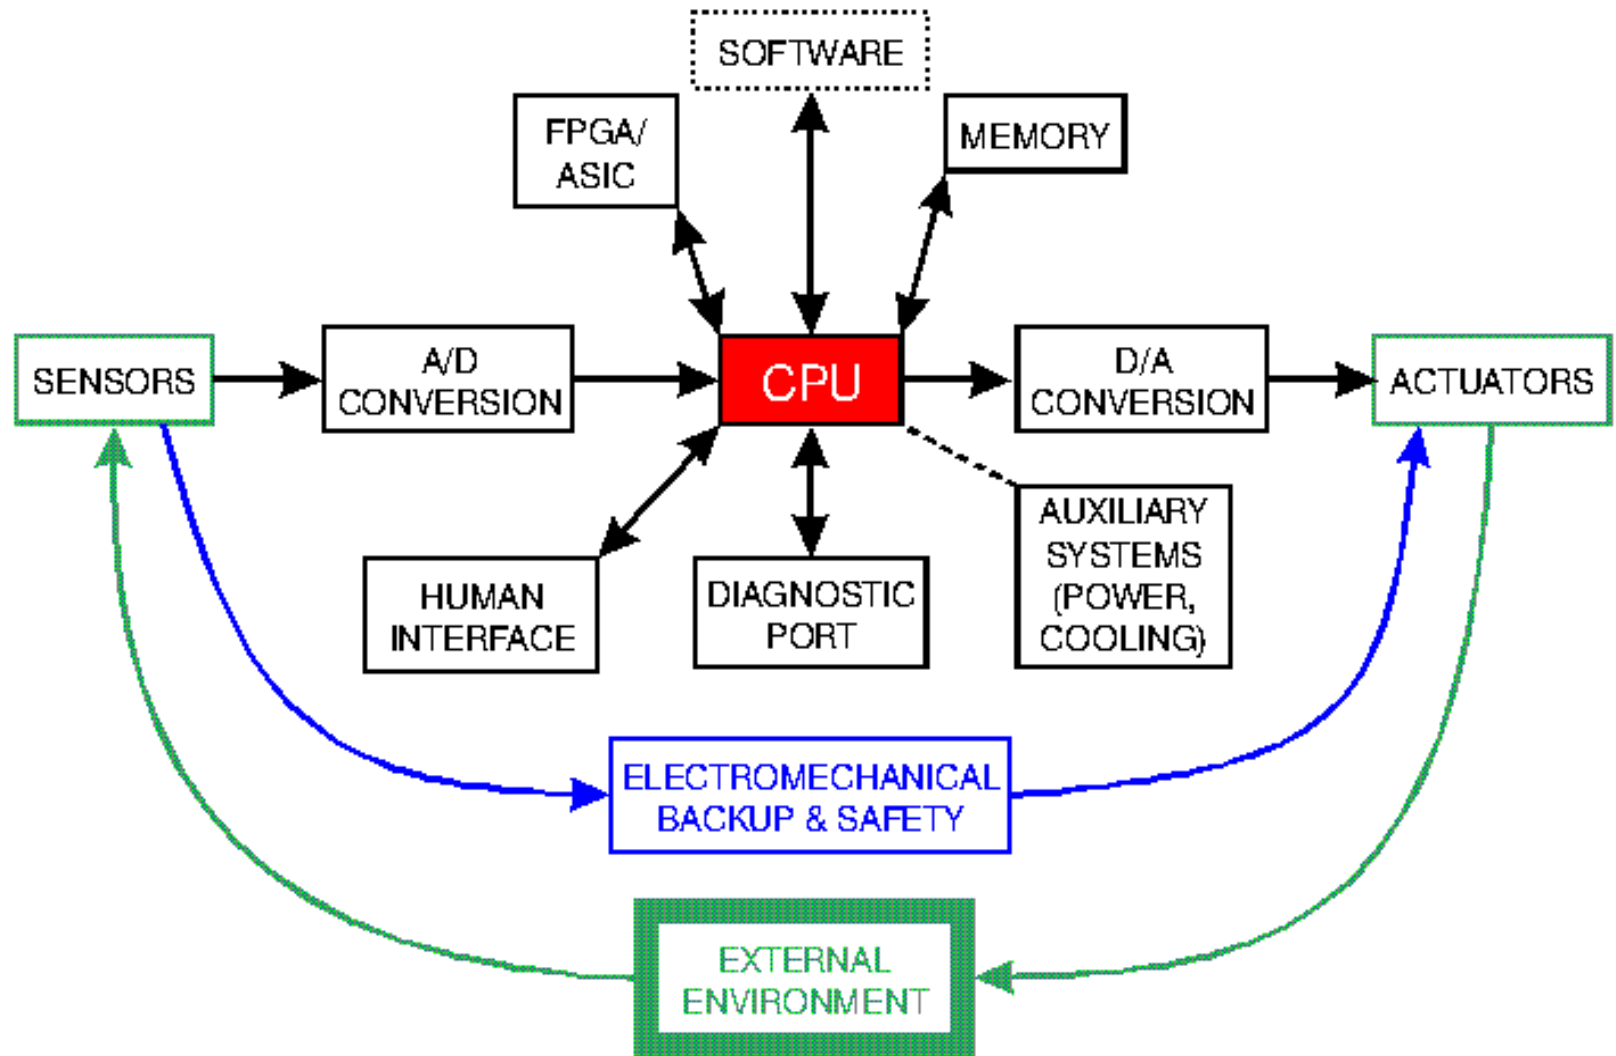 SOFTWARE
FPGA/
ASIC
MEMORY
SENSORS
A/D
CONVERSION
CPU
D/A
CONVERSION
ACTUATORS
HUMAN
INTERFACE
DIAGNOSTIC
PORT
AUXILIARY
SYSTEMS
(POWER,
COOLING)
ELECTROMECHANICAL
BACKUP & SAFETY
EXTERNAL
ENVIRONMENT